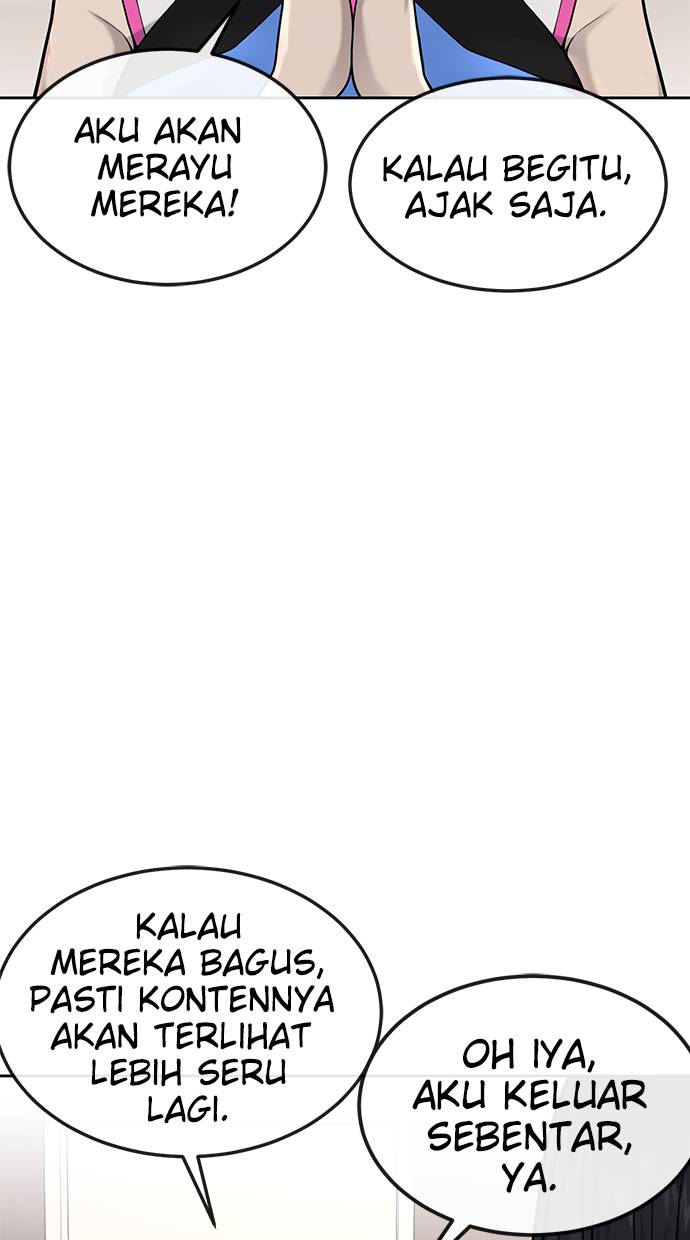 AKU AKAN
MERAYU
MEREKA!
KALAU BEGITU,
AJAK SAJA.
KALAU
MEREKA BAGUS,
PASTI KONTENNYA
AKAN TERLIHAT
LEBIH SERU
LAGI.
OH IYA,
AKU KELUAR
SEBENTAR,
YA.